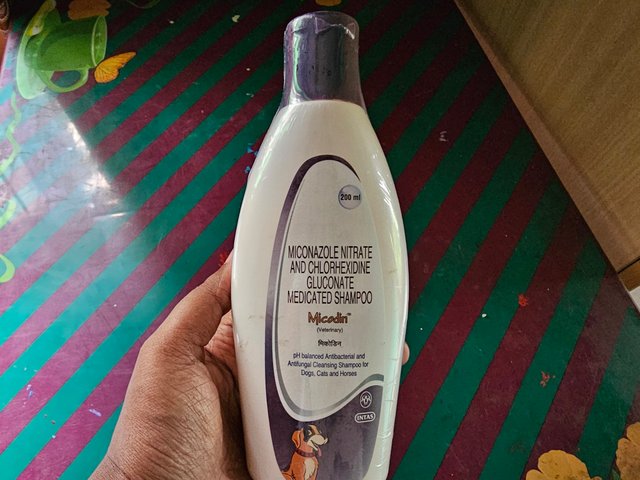 200 ml
MICONAZOLE NITRATE
AND CHLORHEXIDINE
GLUCONATE
MEDICATED SHAMPOO
Micodin™
(Veterinary)
मिकोडिन
pH balanced Antibacterial and
Antifungal Cleansing Shampoo for
Dogs, Cats and Horses
INTAS